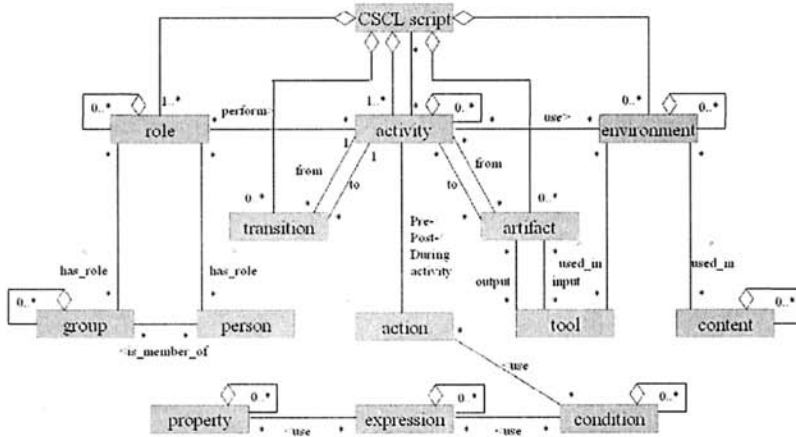 CSCL script
*
1..*
1..*
*
0..*
0..*
0..*
0..*
perform>
use>
role
*
*
activity
*
*
environment
*
*
1
1
*
*
*
*
from
to
from
to
0..*
*
*
*
*
0..*
transition
artifact
Pre-
Post-/
During
activity
*
*
has_role
has_role
output
input
used_in
used_in
0..*
*
*
*
*
*
*
0..*
group
person
action
*
tool
content
*
*
<is_member_of
<use
*
0..*
0..*
0..*
property
expression
condition
*
<use
*
*
<use
*